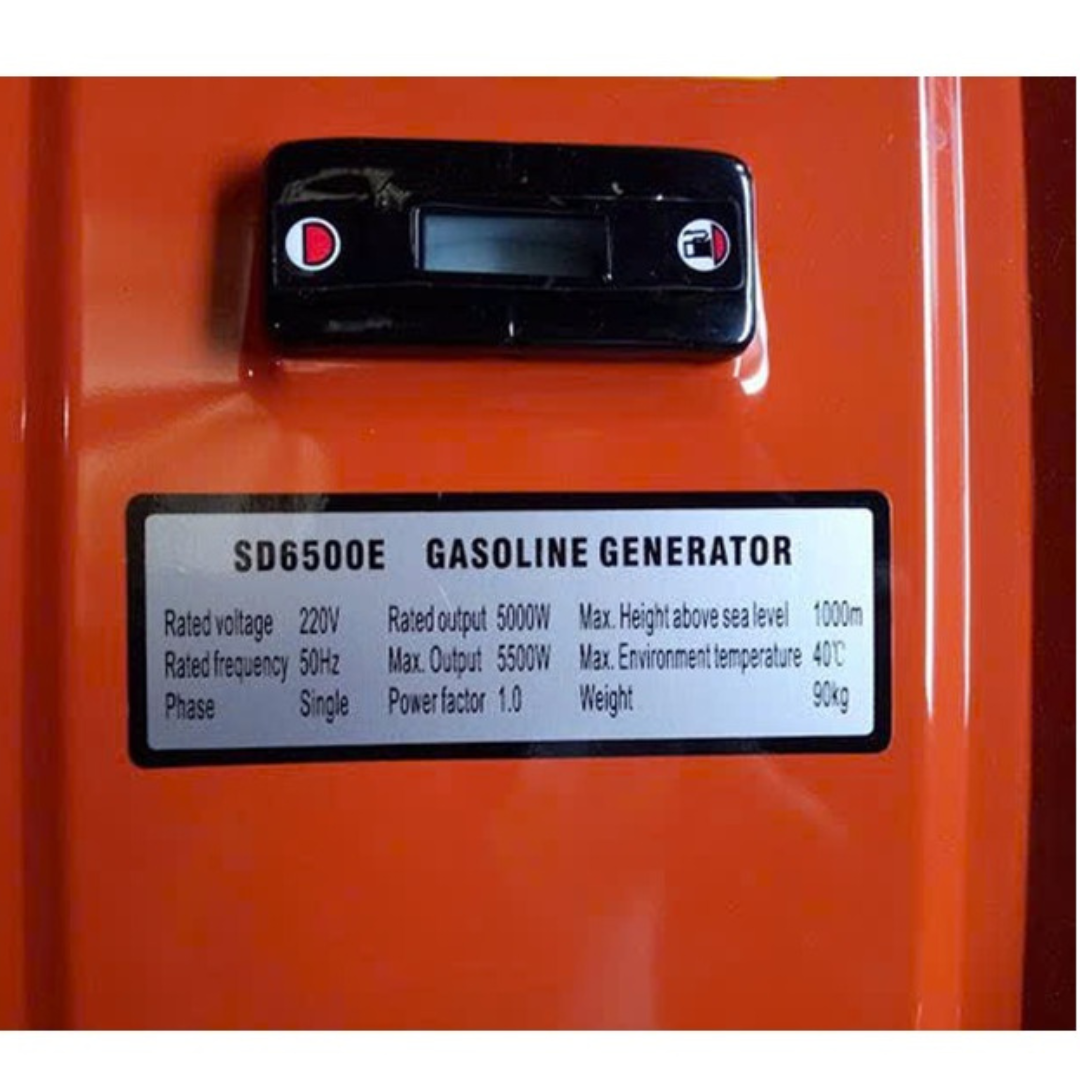 SD6500E GASOLINE GENERATOR
Rated voltage 220V Rated output 5000W Max. Height above sea level 1000m
Rated frequency 50Hz Max. Output 5500W Max. Environment temperature 40℃
Phase Single Power factor 1.0 Weight 90kg